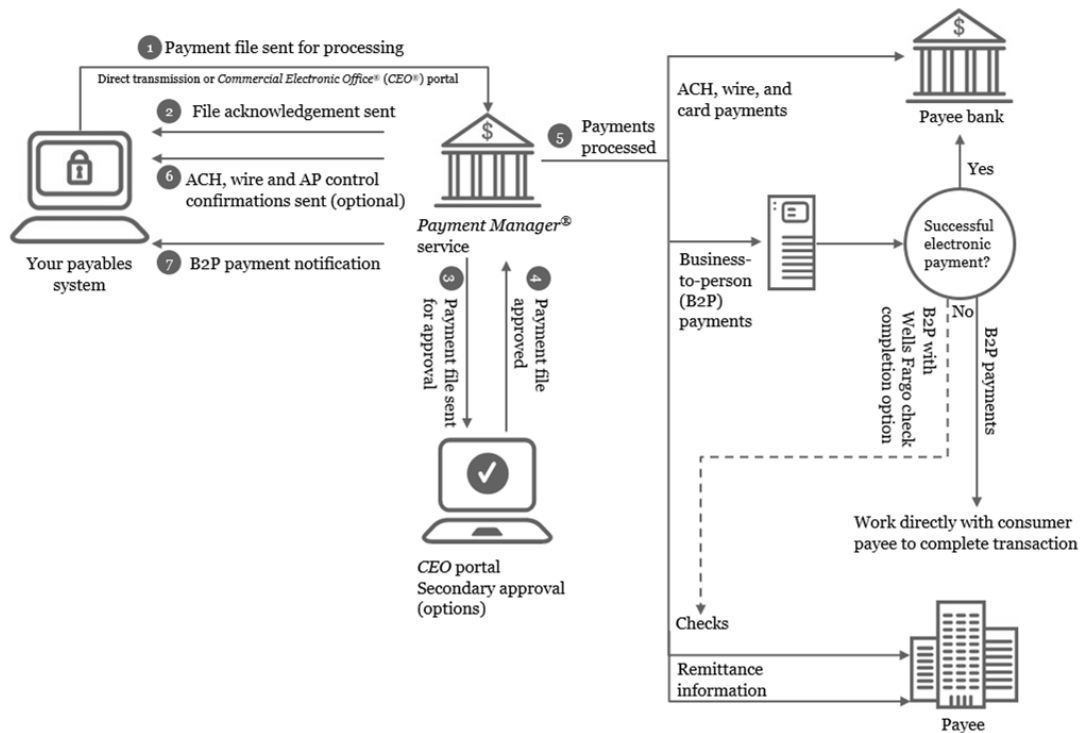 1 Payment file sent for processing
Direct transmission or Commercial Electronic Office® (CEO®) portal
2 File acknowledgement sent
6 ACH, wire and AP control
confirmations sent (optional)
7 B2P payment notification
Your payables
system
$
Payment Manager®
service
3 Payment file sent
for approval
4 Payment file
approved
CEO portal
Secondary approval
(options)
5 Payments
processed
ACH, wire, and
card payments
$
Payee bank
Yes
Business-
to-person
(B2P)
payments
Successful
electronic
payment?
No
B2P with
Wells Fargo check
completion option
B2P payments
Work directly with consumer
payee to complete transaction
Checks
Remittance
information
Payee